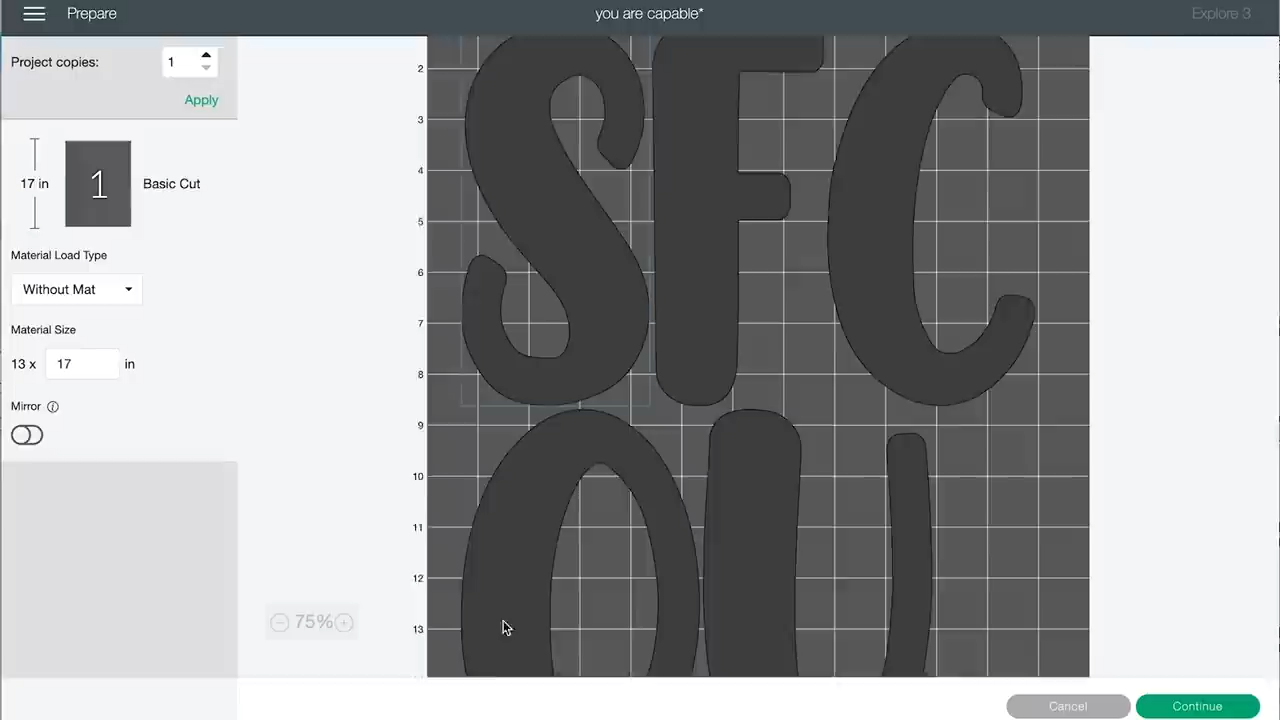 Prepare
you are capable*
Explore 3
Project copies:
1
Apply
17 in
1
Basic Cut
Material Load Type
Without Mat
Material Size
13 x
17
in
Mirror
75%
2
3
4
5
6
7
8
9
10
11
12
13
S F C
O U
Cancel
Continue